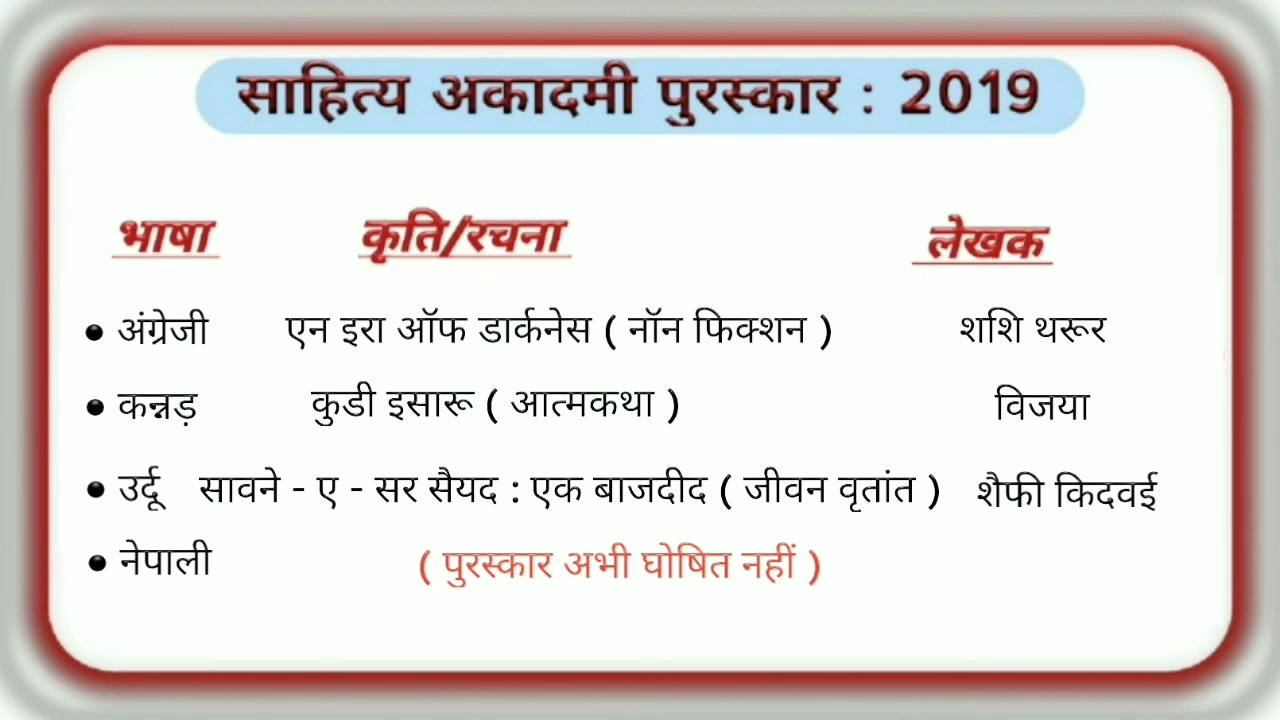 साहित्य अकादमी पुरस्कार : 2019
भाषा कृति/रचना लेखक
• अंग्रेजी एन इरा ऑफ डार्कनेस ( नॉन फिक्शन ) शशि थरूर
• कन्नड़ कुडी इसारू ( आत्मकथा ) विजया
• उर्दू सावने - ए - सर सैयद : एक बाजदीद ( जीवन वृतांत ) शैफी किदवई
• नेपाली ( पुरस्कार अभी घोषित नहीं )